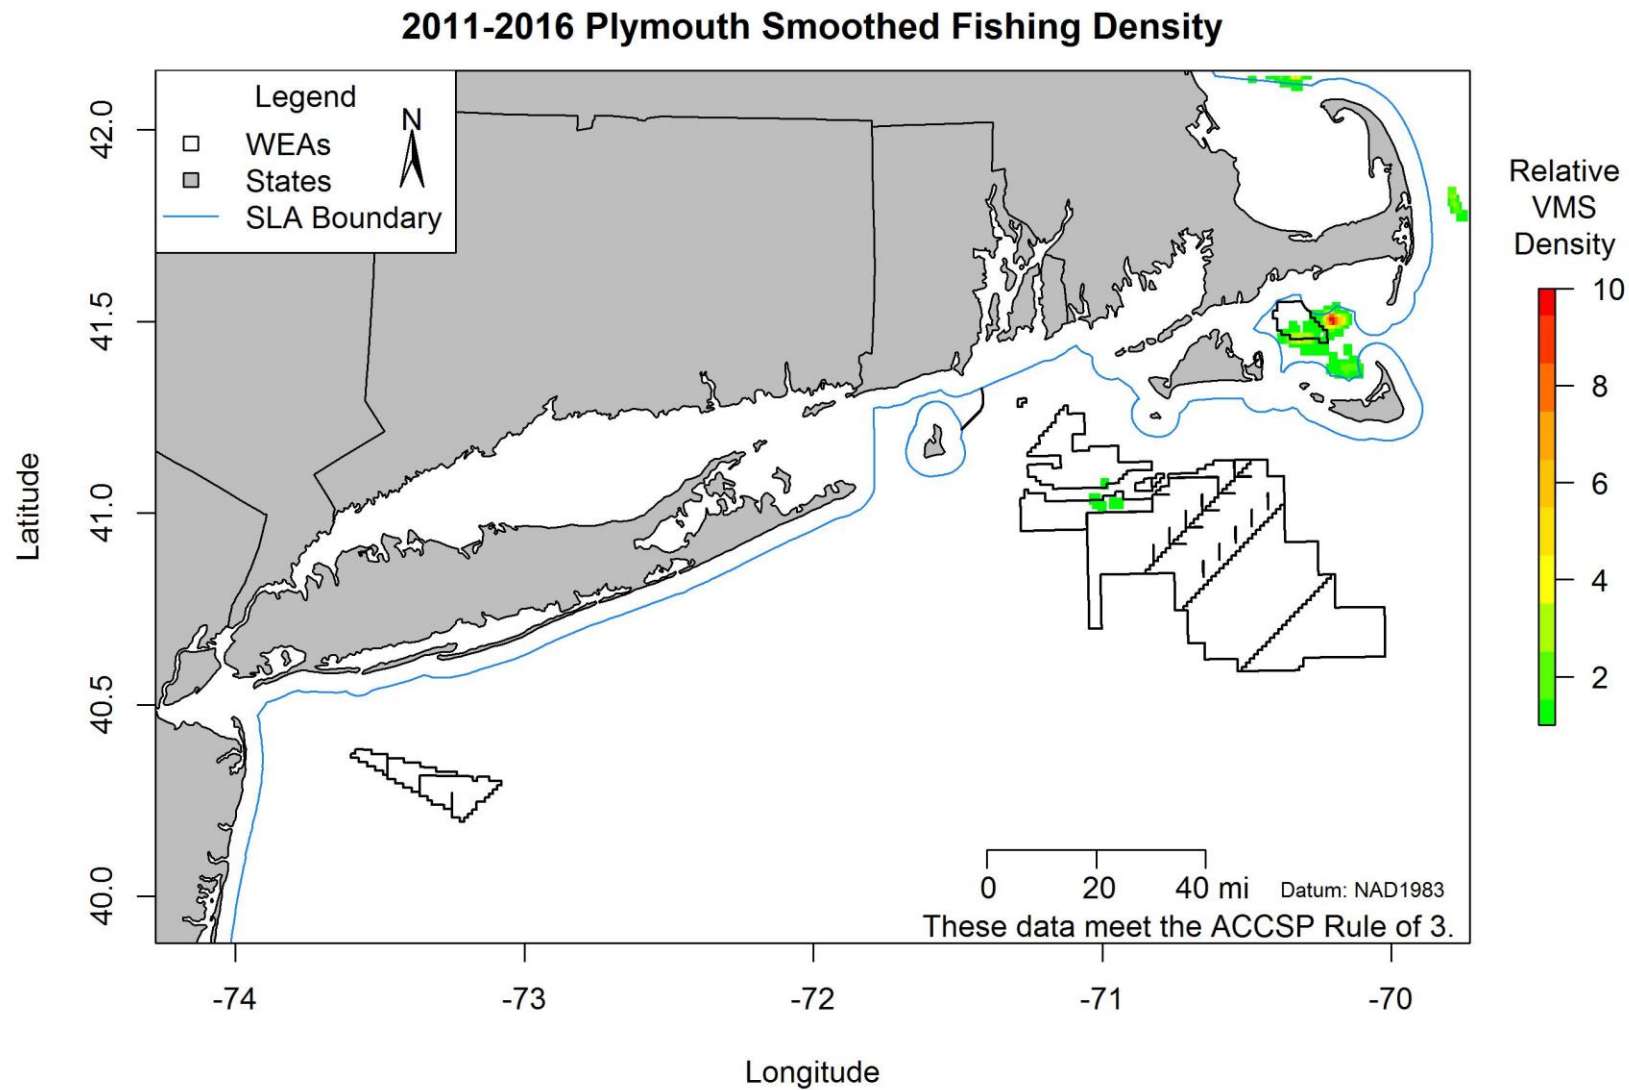 2011-2016 Plymouth Smoothed Fishing Density
Legend
N
WEAs
States
SLA Boundary
Relative
VMS
Density
10
8
6
4
2
Latitude
42.0
41.5
41.0
40.5
40.0
0 20 40 mi
Datum: NAD1983
These data meet the ACCSP Rule of 3.
-74 -73 -72 -71 -70
Longitude